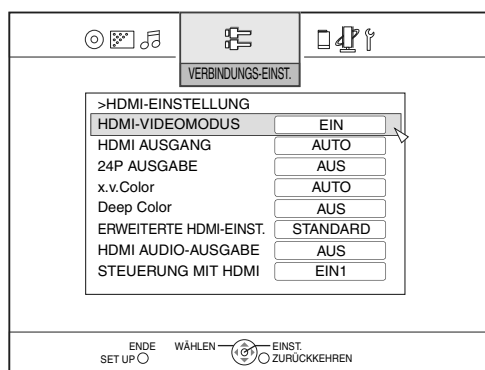 VERBINDUNGS-EINST.
>HDMI-EINSTELLUNG
HDMI-VIDEOMODUS EIN
HDMI AUSGANG AUTO
24P AUSGABE AUS
x.v.Color AUTO
Deep Color AUS
ERWEITERTE HDMI-EINST. STANDARD
HDMI AUDIO-AUSGABE AUS
STEUERUNG MIT HDMI EIN1
ENDE WÄHLEN EINST.
SET UP ZURÜCKKEHREN